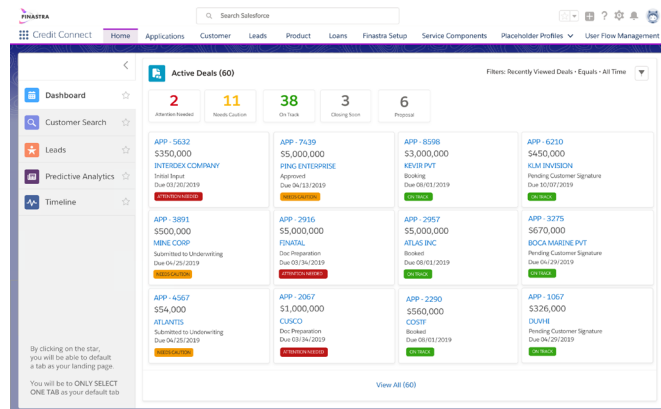 FINASTRA
Search Salesforce
Credit Connect
Home Applications Customer Leads Product Loans Finastra Setup Service Components Placeholder Profiles User Flow Management
Dashboard
Customer Search
Leads
Predictive Analytics
Timeline
By clicking on the star,
you will be able to default
a tab as your landing page.
You will be to ONLY SELECT
ONE TAB as your default tab
Active Deals (60)
Filters: Recently Viewed Deals • Equals • All Time
2
Attention Needed
11
Needs Caution
38
On Track
3
Closing Soon
6
Proposal
APP - 5632
$350,000
INTERDEX COMPANY
Initial Input
Due 03/20/2019
ATTENTION NEEDED
APP - 7439
$5,000,000
PING ENTERPRISE
Approved
Due 04/13/2019
NEEDS CAUTION
APP - 8598
$3,000,000
KEVIR PVT
Booking
Due 08/01/2019
ON TRACK
APP - 6210
$450,000
KLM INVISION
Pending Customer Signature
Due 10/07/2019
ON TRACK
APP - 3891
$500,000
MINE CORP
Submitted to Underwriting
Due 04/25/2019
NEEDS CAUTION
APP - 2916
$5,000,000
FINATAL
Doc Preparation
Due 03/34/2019
ATTENTION NEEDED
APP - 2957
$5,000,000
ATLAS INC
Booked
Due 08/01/2019
ON TRACK
APP - 3275
$670,000
BOCA MARINE PVT
Pending Customer Signature
Due 04/29/2019
ON TRACK
APP - 4567
$54,000
ATLANTIS
Submitted to Underwriting
Due 04/25/2019
NEEDS CAUTION
APP - 2067
$1,000,000
CUSCO
Doc Preparation
Due 03/34/2019
ATTENTION NEEDED
APP - 2290
$560,000
COSTF
Booked
Due 08/01/2019
ON TRACK
APP - 1067
$326,000
DUVHI
Pending Customer Signature
Due 04/29/2019
ON TRACK
View All (60)